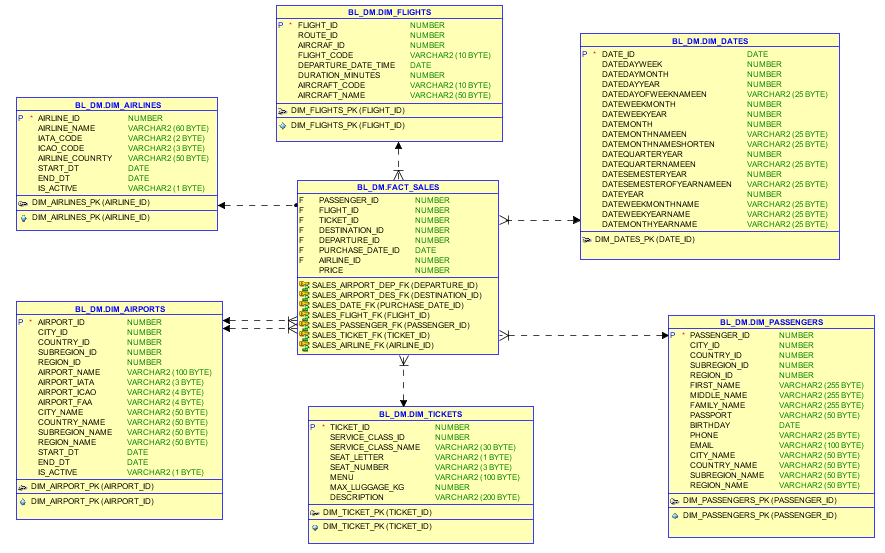 BL_DM.DIM_FLIGHTS
P * FLIGHT_ID NUMBER
ROUTE_ID NUMBER
AIRCRAF_ID NUMBER
FLIGHT_CODE VARCHAR2 (10 BYTE)
DEPARTURE_DATE_TIME DATE
DURATION_MINUTES NUMBER
AIRCRAFT_CODE VARCHAR2 (10 BYTE)
AIRCRAFT_NAME VARCHAR2 (50 BYTE)
DIM_FLIGHTS_PK (FLIGHT_ID)
DIM_FLIGHTS_PK (FLIGHT_ID)
BL_DM.DIM_DATES
P * DATE_ID DATE
DATEDAYWEEK NUMBER
DATEDAYMONTH NUMBER
DATEDAYYEAR NUMBER
DATEDAYOFWEEKNAMEEN VARCHAR2 (25 BYTE)
DATEWEEKMONTH NUMBER
DATEWEEKYEAR NUMBER
DATEMONTH NUMBER
DATEMONTHNAMEEN VARCHAR2 (25 BYTE)
DATEMONTHNAMESHORTEN VARCHAR2 (25 BYTE)
DATEQUARTERYEAR NUMBER
DATEQUARTERNAMEEN VARCHAR2 (25 BYTE)
DATESEMESTERYEAR NUMBER
DATESEMESTEROFYEARNAMEEN VARCHAR2 (25 BYTE)
DATEYEAR NUMBER
DATEWEEKMONTHNAME VARCHAR2 (25 BYTE)
DATEWEEKYEARNAME VARCHAR2 (25 BYTE)
DATEMONTHYEARNAME VARCHAR2 (25 BYTE)
DIM_DATES_PK (DATE_ID)
BL_DM.DIM_AIRLINES
P * AIRLINE_ID NUMBER
AIRLINE_NAME VARCHAR2 (60 BYTE)
IATA_CODE VARCHAR2 (2 BYTE)
ICAO_CODE VARCHAR2 (3 BYTE)
AIRLINE_COUNRTY VARCHAR2 (50 BYTE)
START_DT DATE
END_DT DATE
IS_ACTIVE VARCHAR2 (1 BYTE)
DIM_AIRLINES_PK (AIRLINE_ID)
DIM_AIRLINES_PK (AIRLINE_ID)
BL_DM.FACT_SALES
F PASSENGER_ID NUMBER
F FLIGHT_ID NUMBER
F TICKET_ID NUMBER
F DESTINATION_ID NUMBER
F DEPARTURE_ID NUMBER
F PURCHASE_DATE_ID DATE
F AIRLINE_ID NUMBER
PRICE NUMBER
SALES_AIRPORT_DEP_FK (DEPARTURE_ID)
SALES_AIRPORT_DES_FK (DESTINATION_ID)
SALES_DATE_FK (PURCHASE_DATE_ID)
SALES_FLIGHT_FK (FLIGHT_ID)
SALES_PASSENGER_FK (PASSENGER_ID)
SALES_TICKET_FK (TICKET_ID)
SALES_AIRLINE_FK (AIRLINE_ID)
BL_DM.DIM_AIRPORTS
P * AIRPORT_ID NUMBER
CITY_ID NUMBER
COUNTRY_ID NUMBER
SUBREGION_ID NUMBER
REGION_ID NUMBER
AIRPORT_NAME VARCHAR2 (100 BYTE)
AIRPORT_IATA VARCHAR2 (3 BYTE)
AIRPORT_ICAO VARCHAR2 (4 BYTE)
AIRPORT_FAA VARCHAR2 (4 BYTE)
CITY_NAME VARCHAR2 (50 BYTE)
COUNTRY_NAME VARCHAR2 (50 BYTE)
SUBREGION_NAME VARCHAR2 (50 BYTE)
REGION_NAME VARCHAR2 (50 BYTE)
START_DT DATE
END_DT DATE
IS_ACTIVE VARCHAR2 (1 BYTE)
DIM_AIRPORT_PK (AIRPORT_ID)
DIM_AIRPORT_PK (AIRPORT_ID)
BL_DM.DIM_PASSENGERS
P * PASSENGER_ID NUMBER
CITY_ID NUMBER
COUNTRY_ID NUMBER
SUBREGION_ID NUMBER
REGION_ID NUMBER
FIRST_NAME VARCHAR2 (255 BYTE)
MIDDLE_NAME VARCHAR2 (255 BYTE)
FAMILY_NAME VARCHAR2 (255 BYTE)
PASSPORT VARCHAR2 (50 BYTE)
BIRTHDAY DATE
PHONE VARCHAR2 (25 BYTE)
EMAIL VARCHAR2 (100 BYTE)
CITY_NAME VARCHAR2 (50 BYTE)
COUNTRY_NAME VARCHAR2 (50 BYTE)
SUBREGION_NAME VARCHAR2 (50 BYTE)
REGION_NAME VARCHAR2 (50 BYTE)
DIM_PASSENGERS_PK (PASSENGER_ID)
DIM_PASSENGERS_PK (PASSENGER_ID)
BL_DM.DIM_TICKETS
P * TICKET_ID NUMBER
SERVICE_CLASS_ID NUMBER
SERVICE_CLASS_NAME VARCHAR2 (30 BYTE)
SEAT_LETTER VARCHAR2 (1 BYTE)
SEAT_NUMBER VARCHAR2 (3 BYTE)
MENU VARCHAR2 (100 BYTE)
MAX_LUGGAGE_KG NUMBER
DESCRIPTION VARCHAR2 (200 BYTE)
DIM_TICKET_PK (TICKET_ID)
DIM_TICKET_PK (TICKET_ID)